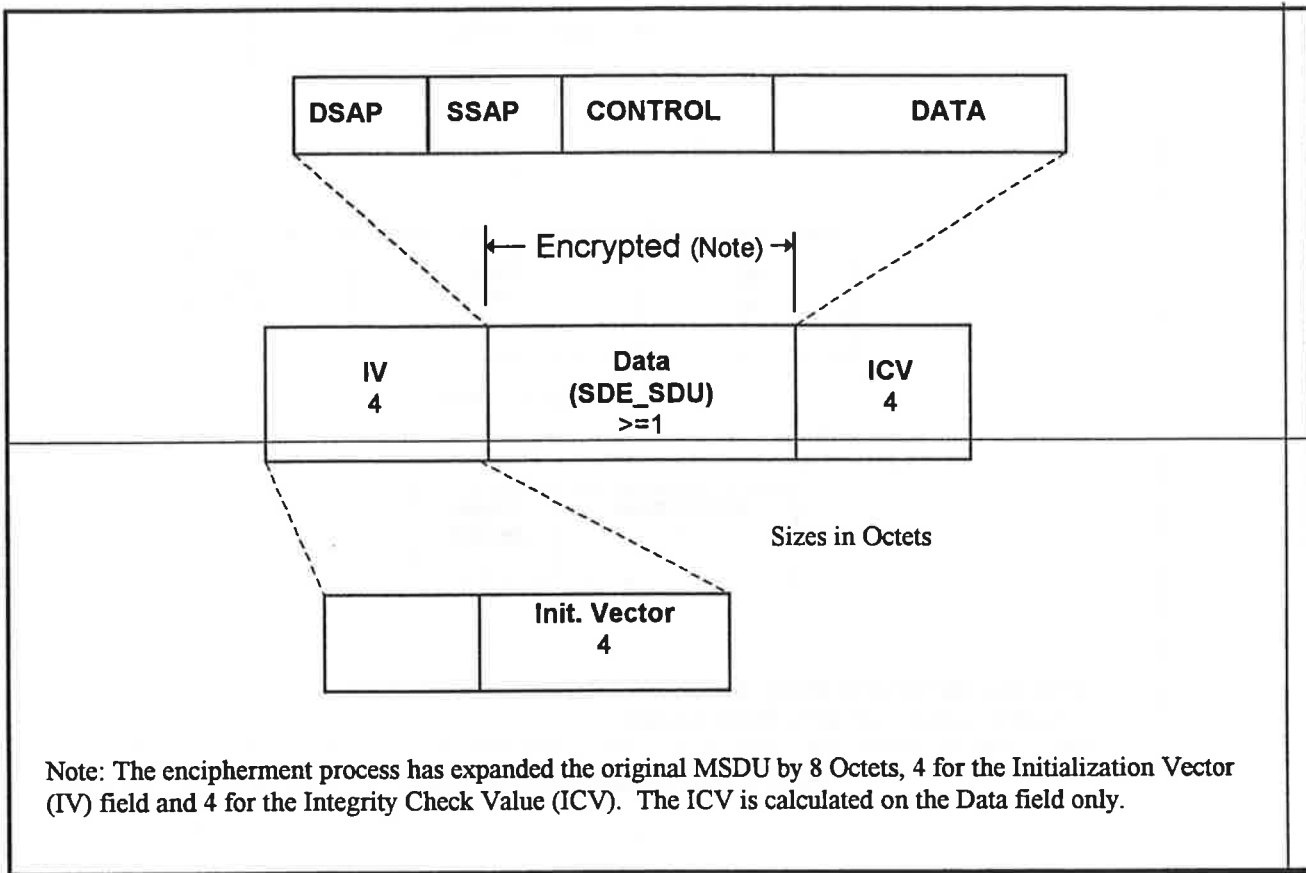 DSAP SSAP CONTROL DATA
Encrypted (Note)
IV
4
Data
(SDE_SDU)
>=1
ICV
4
Sizes in Octets
Init. Vector
4
Note: The encipherment process has expanded the original MSDU by 8 Octets, 4 for the Initialization Vector
(IV) field and 4 for the Integrity Check Value (ICV). The ICV is calculated on the Data field only.